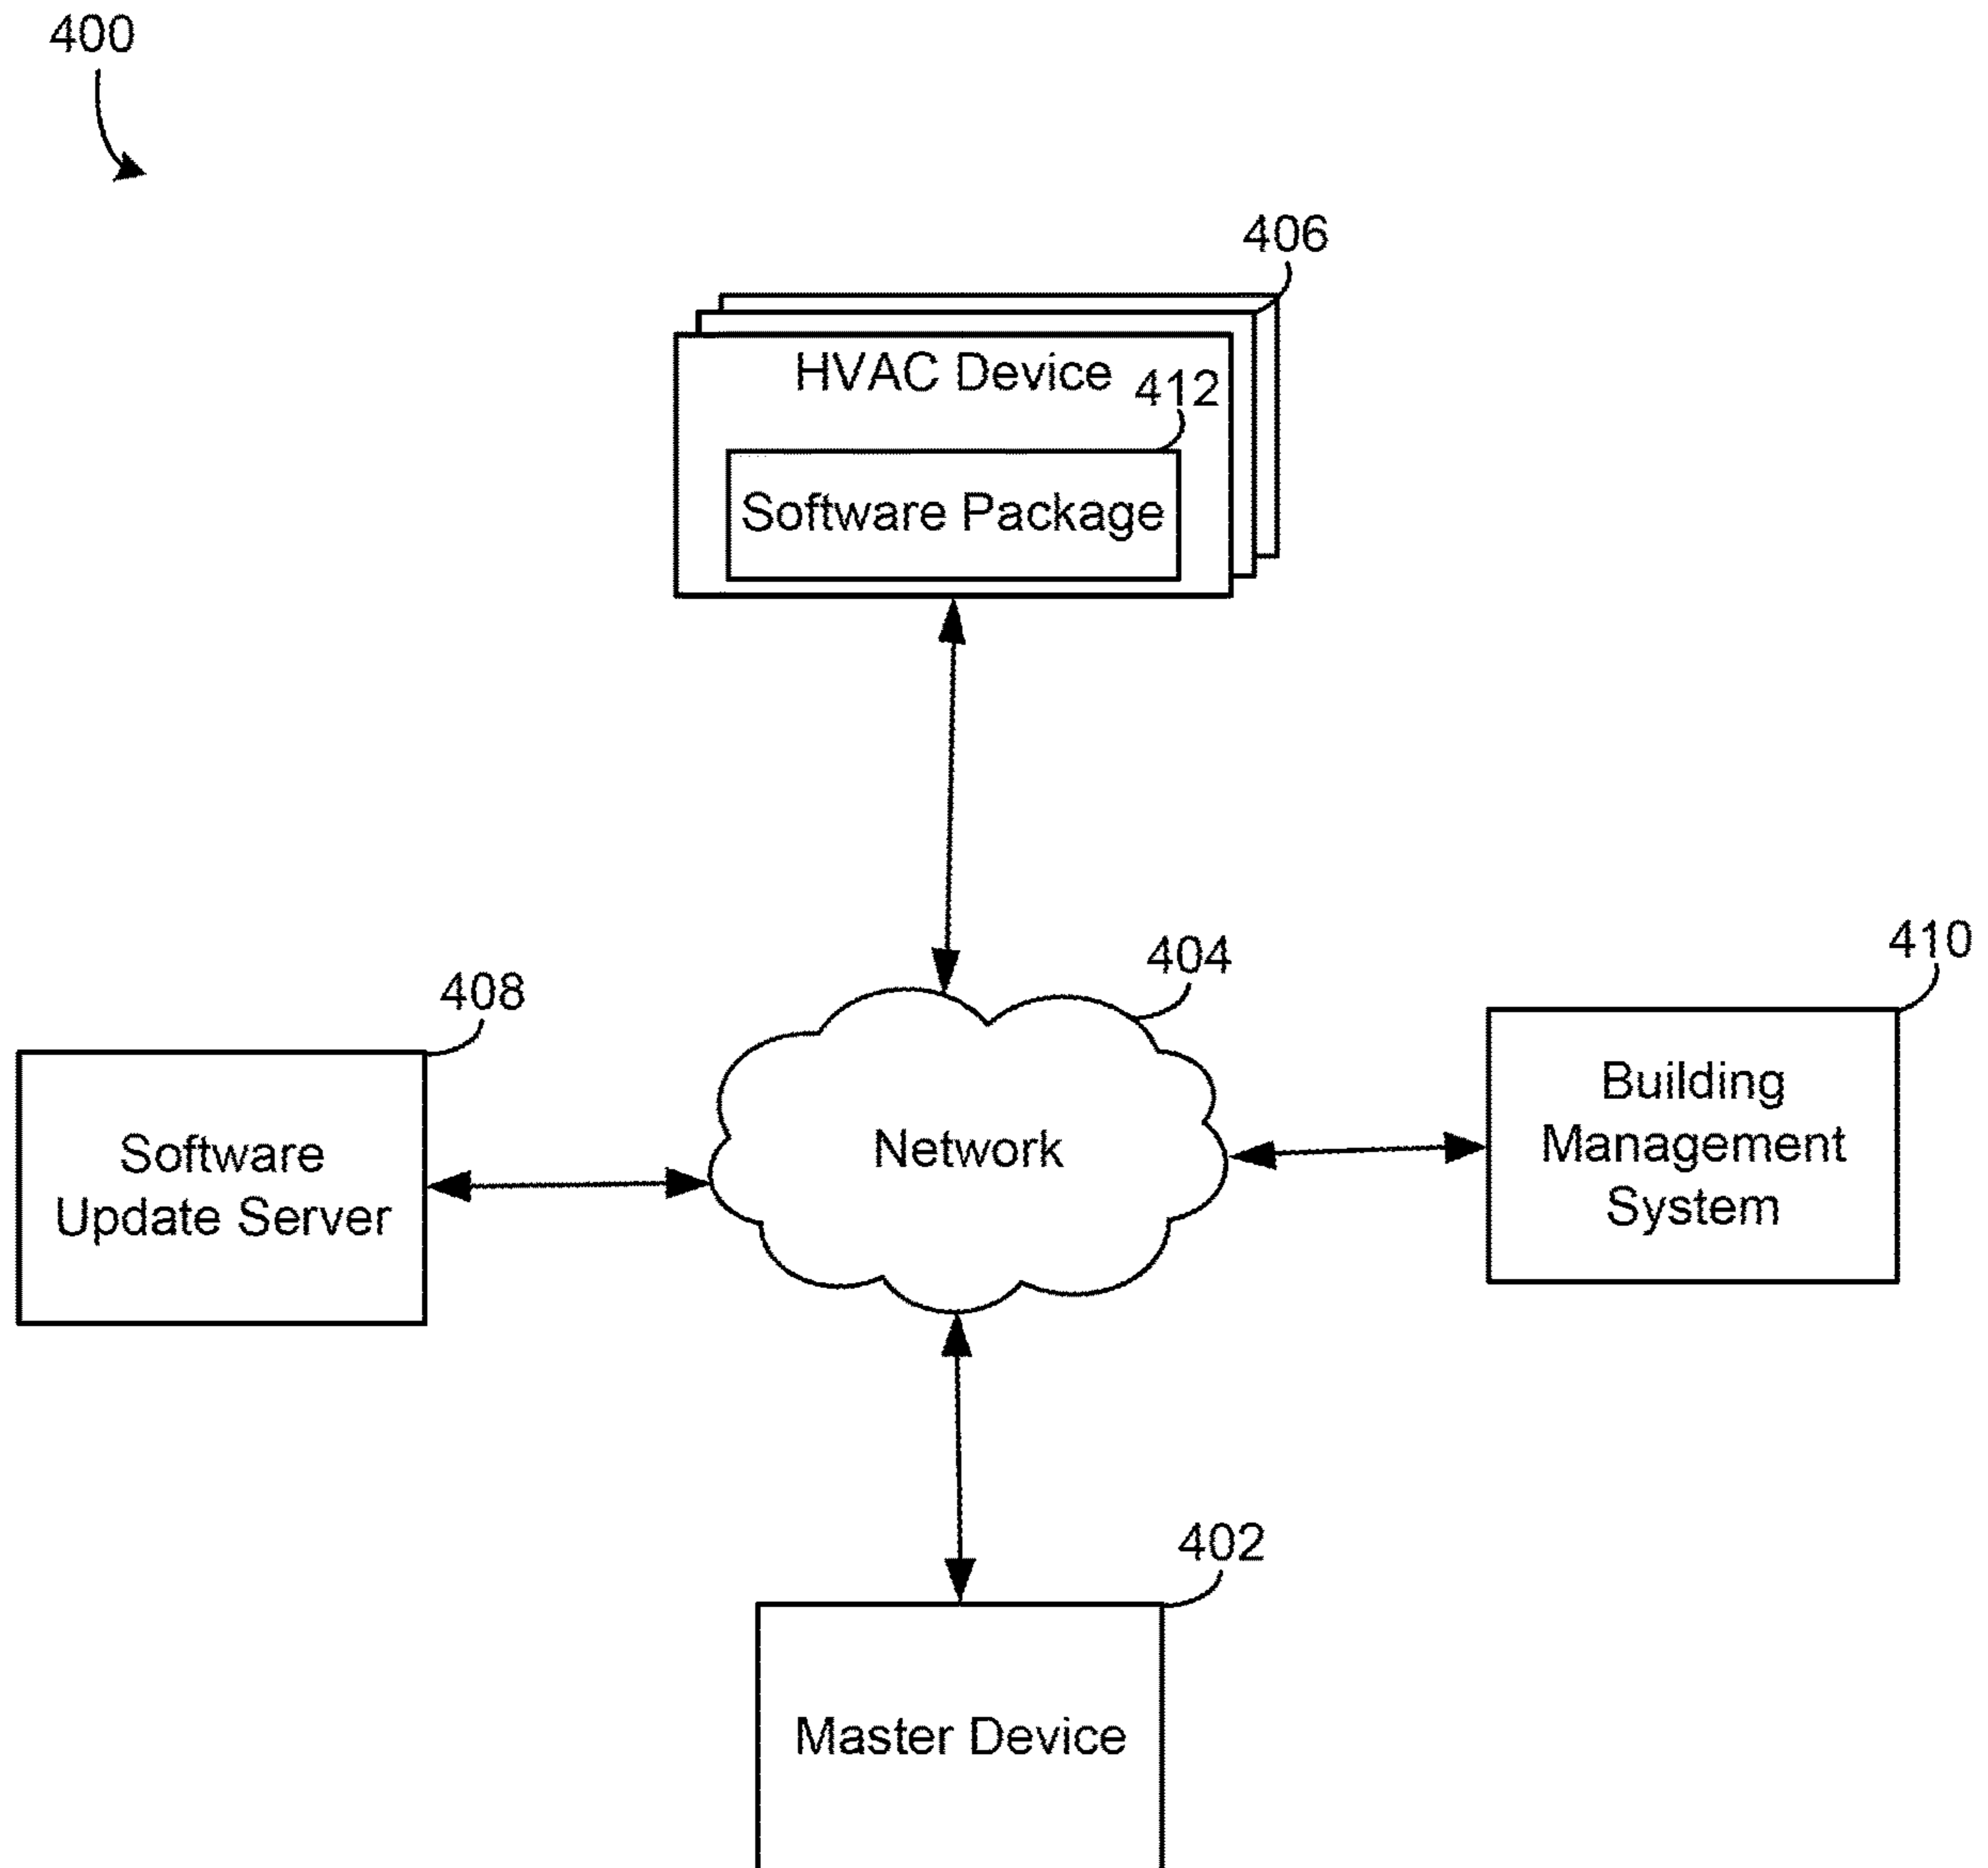 400
406
HVAC Device
412
Software Package
404
410
408
Building
Management
System
Network
Software
Update Server
402
Master Device